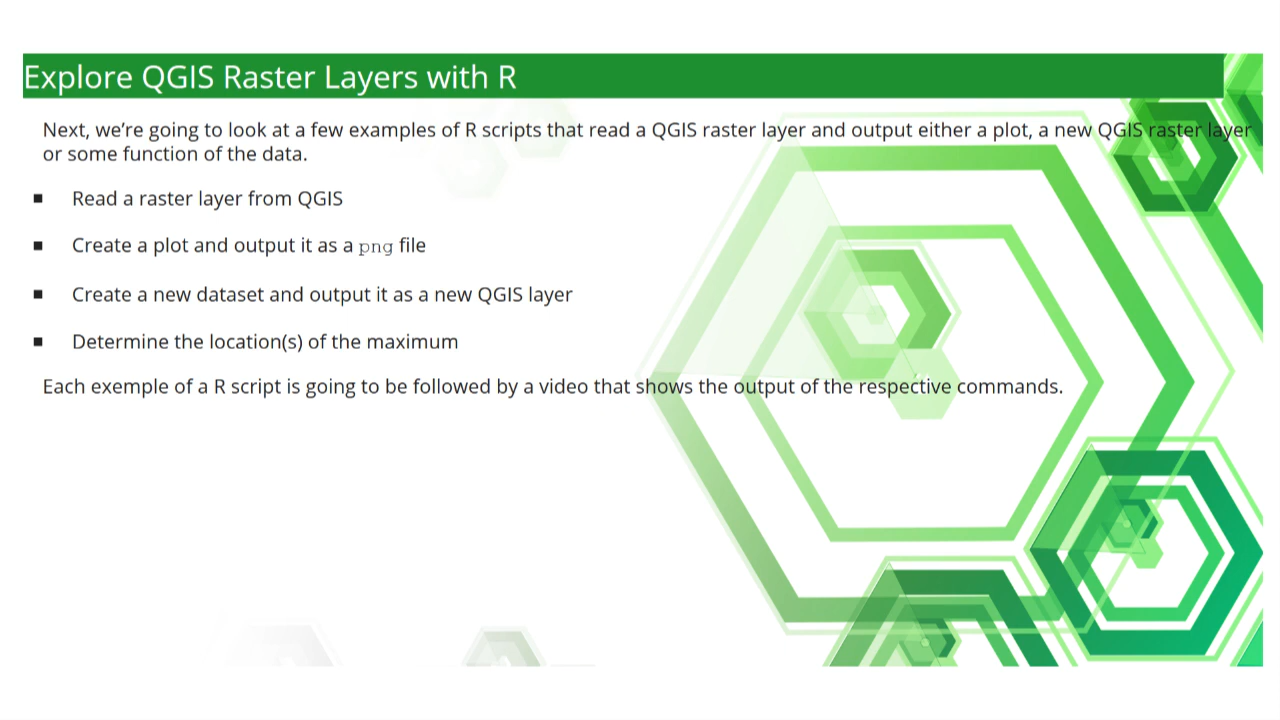 Explore QGIS Raster Layers with R
Next, we’re going to look at a few examples of R scripts that read a QGIS raster layer and output either a plot, a new QGIS raster layer
or some function of the data.
▪ Read a raster layer from QGIS
▪ Create a plot and output it as a png file
▪ Create a new dataset and output it as a new QGIS layer
▪ Determine the location(s) of the maximum
Each exemple of a R script is going to be followed by a video that shows the output of the respective commands.